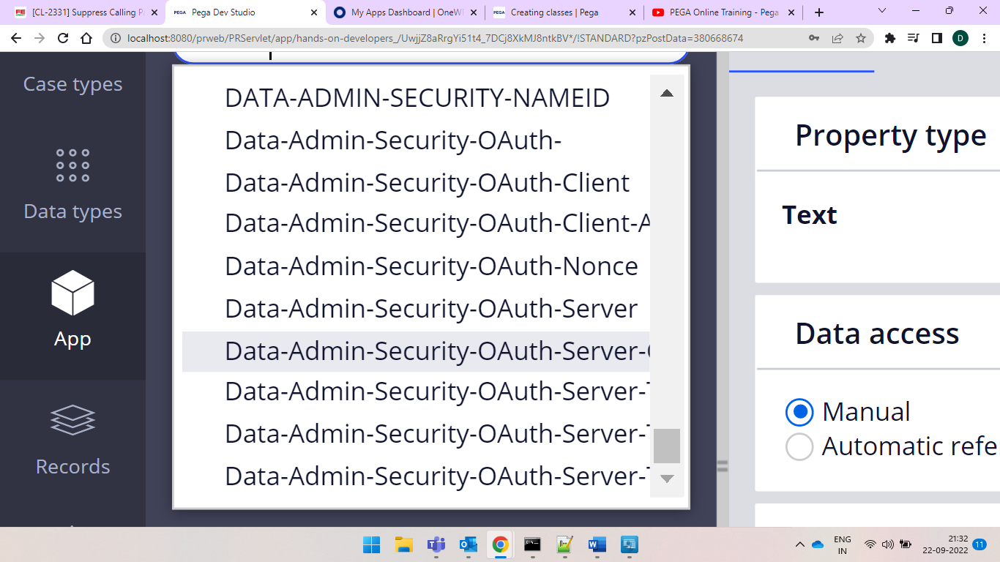 [CL-2331] Suppress Calling P
Pega Dev Studio
My Apps Dashboard | OneW
Creating classes | Pega
PEGA Online Training - Pega
localhost:8080/prweb/PRServlet/app/hands-on-developers_/UwjjZ8aRrgYi51t4_7DCj8XkMJ8ntkBV*/!STANDARD?pzPostData=380668674
D
Case types
Data types
App
Records
DATA-ADMIN-SECURITY-NAMEID
Data-Admin-Security-OAuth-
Data-Admin-Security-OAuth-Client
Data-Admin-Security-OAuth-Client-A
Data-Admin-Security-OAuth-Nonce
Data-Admin-Security-OAuth-Server
Data-Admin-Security-OAuth-Server-
Data-Admin-Security-OAuth-Server-T
Data-Admin-Security-OAuth-Server-T
Data-Admin-Security-OAuth-Server-T
Property type
Text
Data access
Manual
Automatic refe
ENG
IN
21:32
22-09-2022
11